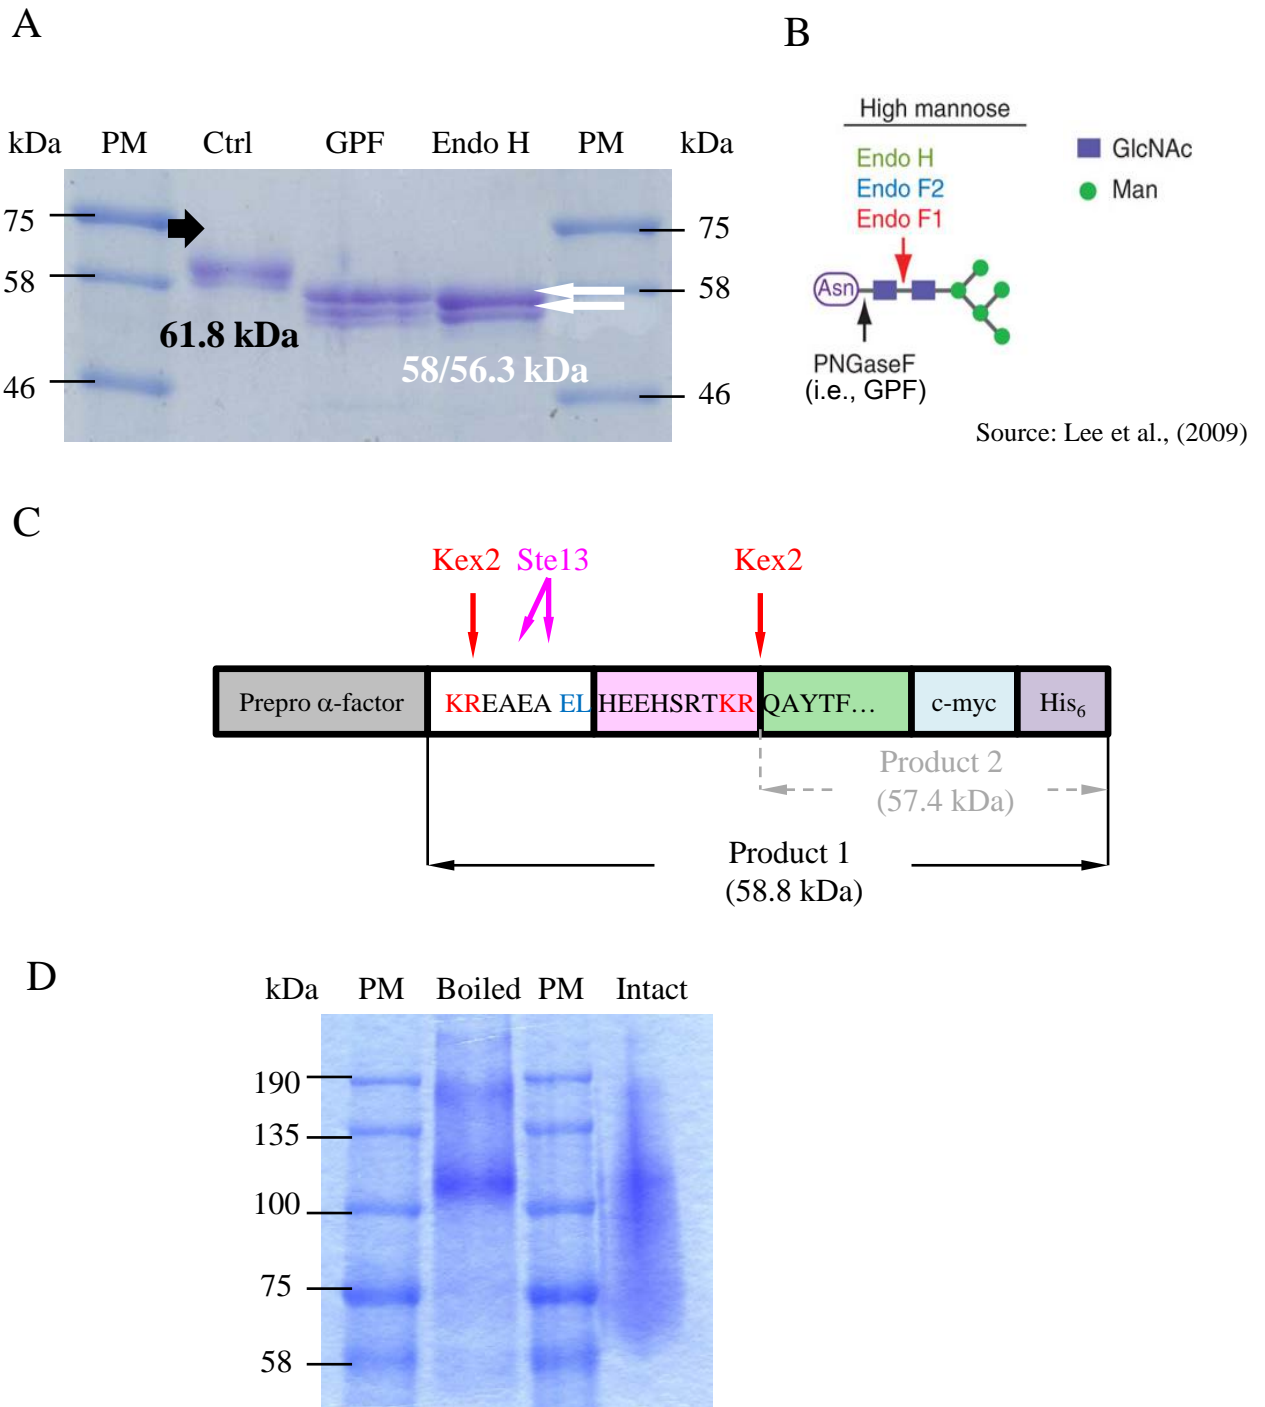 A
kDa PM Ctrl GPF Endo H PM kDa
75
58
46
75
58
46
61.8 kDa
58/56.3 kDa
B
High mannose
Endo H
Endo F2
Endo F1
GlcNAc
Man
Asn
PNGaseF
(i.e., GPF)
Source: Lee et al., (2009)
C
Kex2 Ste13 Kex2
Prepro α-factor KREAEA EL HEEHSRTKR QAYTF… c-myc His₆
Product 2
(57.4 kDa)
Product 1
(58.8 kDa)
D
kDa PM Boiled PM Intact
190
135
100
75
58